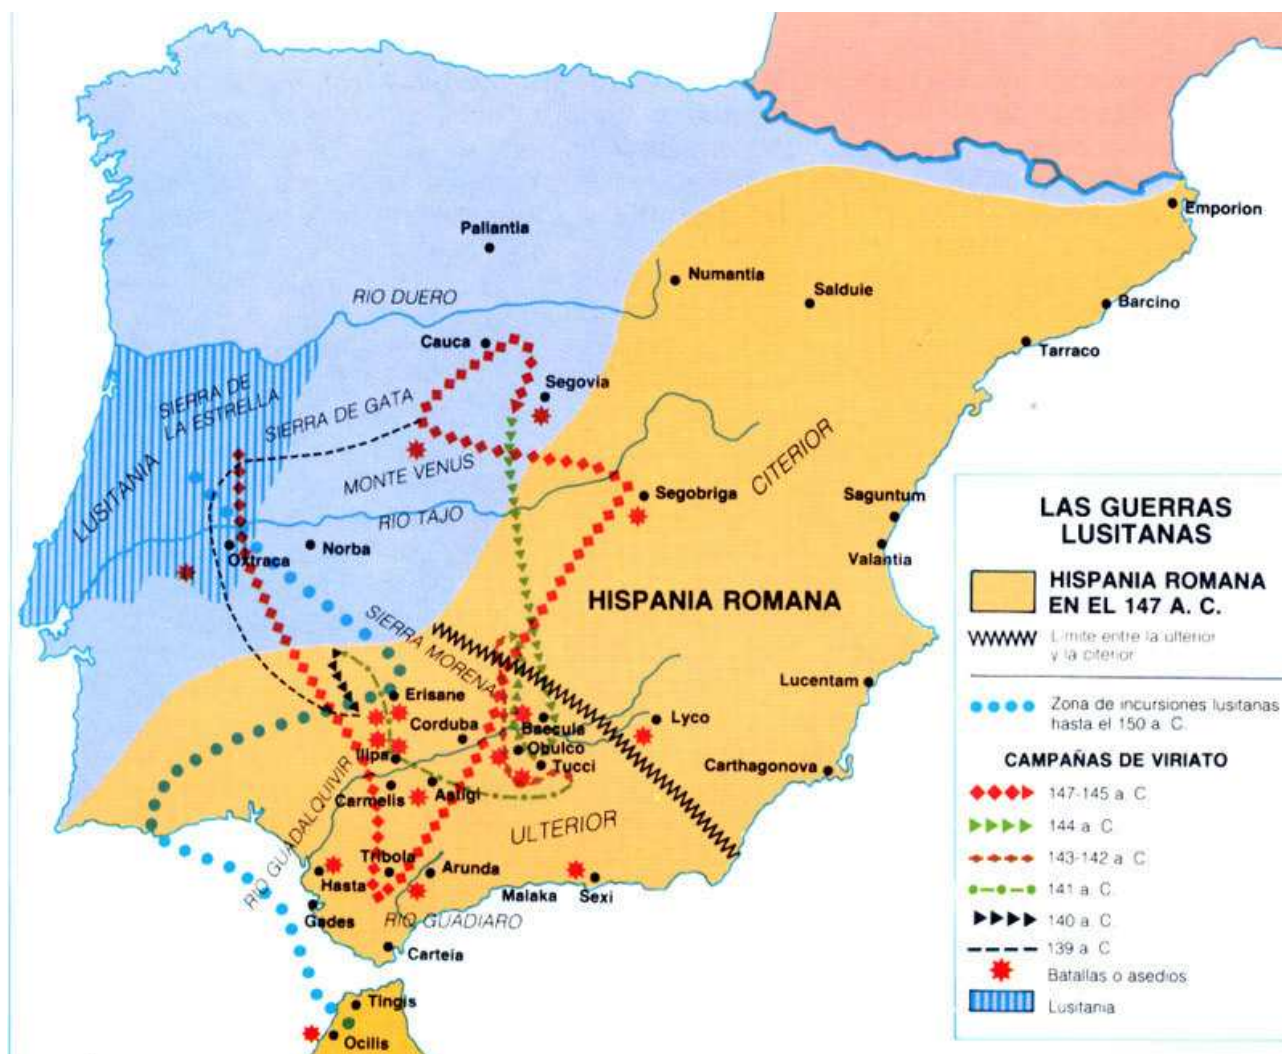 Emporion
Pallantia
Numantia
RIO DUERO
Salduie
Barcino
Cauca
Tarraco
SIERRA DE
LA ESTRELLA
Segovia
SIERRA DE GATA
CITERIOR
MONTE VENUS
LUSITANIA
Segobriga
Saguntum
RIO TAJO
Oxtraca
Norba
Valantia
HISPANIA ROMANA
SIERRA MORENA
Lucentam
Erisane
Corduba
Baecula
Lyco
Obulco
Ilipa
Tucci
Carthagonova
Carmelis
Astigi
RIO GUADALQUIVIR
ULTERIOR
Tribola
Arunda
Hasta
Malaka
Sexi
Gades
RIO GUADIARO
Carteia
Tingis
Ocilis
LAS GUERRAS
LUSITANAS
HISPANIA ROMANA
EN EL 147 A. C.
Límite entre la ulterior
y la citerior
Zona de incursiones lusitanas
hasta el 150 a. C.
CAMPAÑAS DE VIRIATO
147-145 a. C
144 a. C
143-142 a. C
141 a. C.
140 a. C
139 a. C
Batallas o asedios
Lusitania